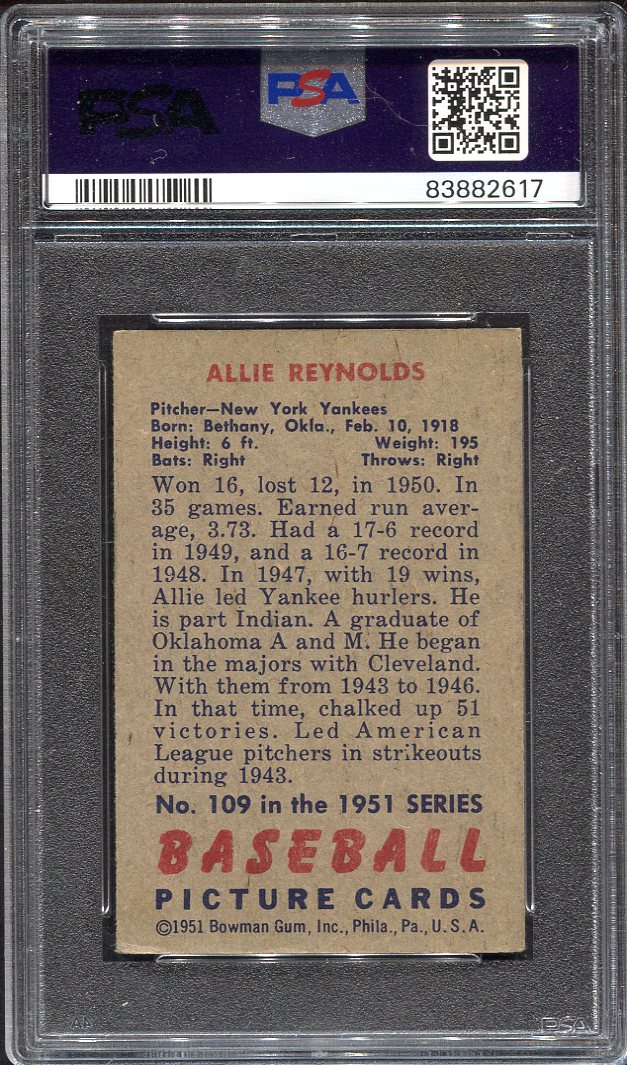 PSA PSA
83882617
ALLIE REYNOLDS
Pitcher—New York Yankees
Born: Bethany, Okla., Feb. 10, 1918
Height: 6 ft. Weight: 195
Bats: Right Throws: Right
Won 16, lost 12, in 1950. In
35 games. Earned run aver-
age, 3.73. Had a 17-6 record
in 1949, and a 16-7 record in
1948. In 1947, with 19 wins,
Allie led Yankee hurlers. He
is part Indian. A graduate of
Oklahoma A and M. He began
in the majors with Cleveland.
With them from 1943 to 1946.
In that time, chalked up 51
victories. Led American
League pitchers in strikeouts
during 1943.
No. 109 in the 1951 SERIES
BASEBALL
PICTURE CARDS
©1951 Bowman Gum, Inc., Phila., Pa., U.S.A.
PSA